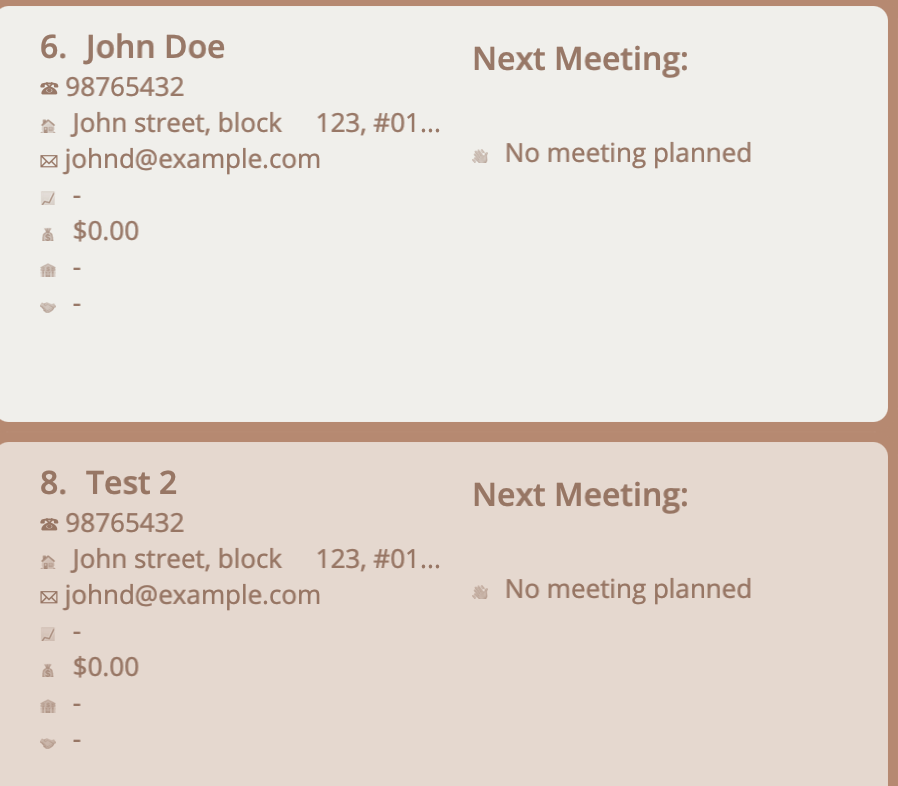 6. John Doe
98765432
John street, block 123, #01...
johnd@example.com
-
$0.00
-
-
Next Meeting:
No meeting planned
8. Test 2
98765432
John street, block 123, #01...
johnd@example.com
-
$0.00
-
-
Next Meeting:
No meeting planned